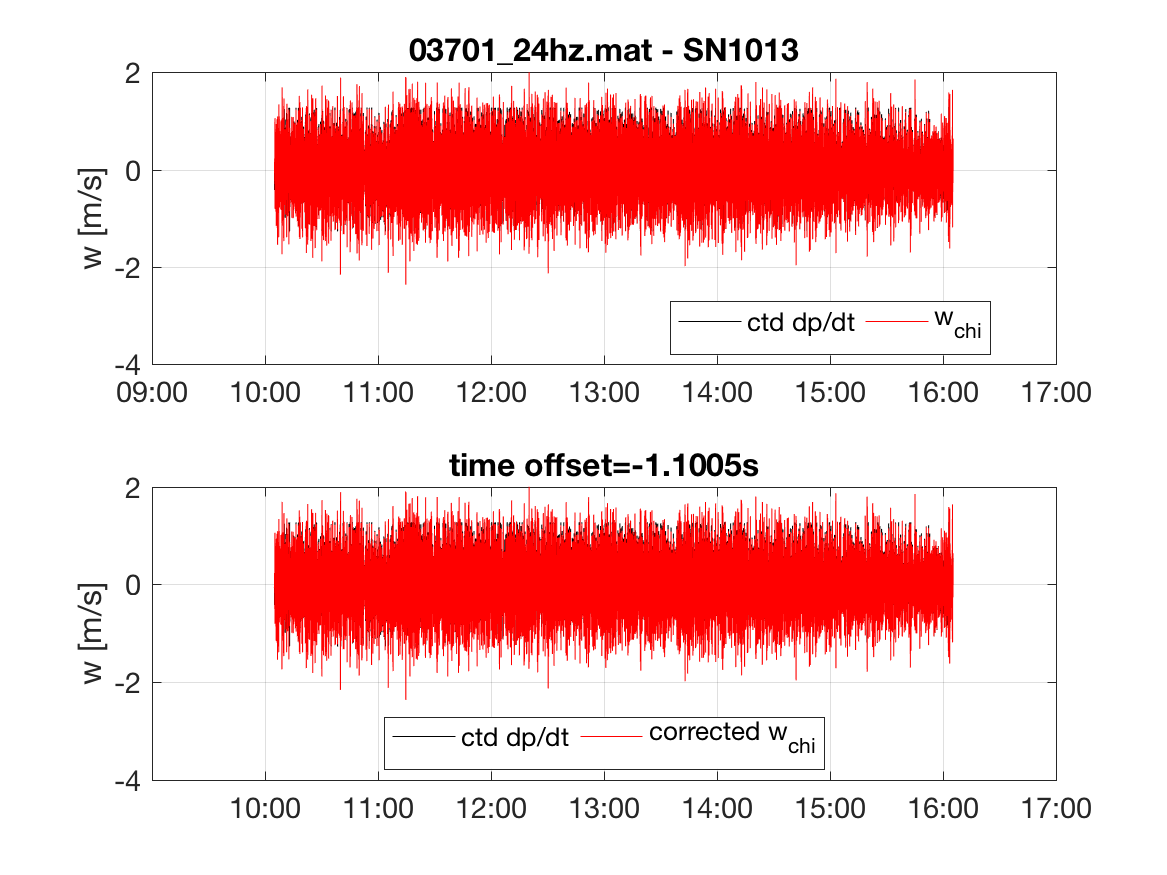 03701_24hz.mat - SN1013
w [m/s]
2
0
-2
-4
ctd dp/dt w_chi
09:00 10:00 11:00 12:00 13:00 14:00 15:00 16:00 17:00
time offset=-1.1005s
w [m/s]
2
0
-2
-4
ctd dp/dt corrected w_chi
10:00 11:00 12:00 13:00 14:00 15:00 16:00 17:00